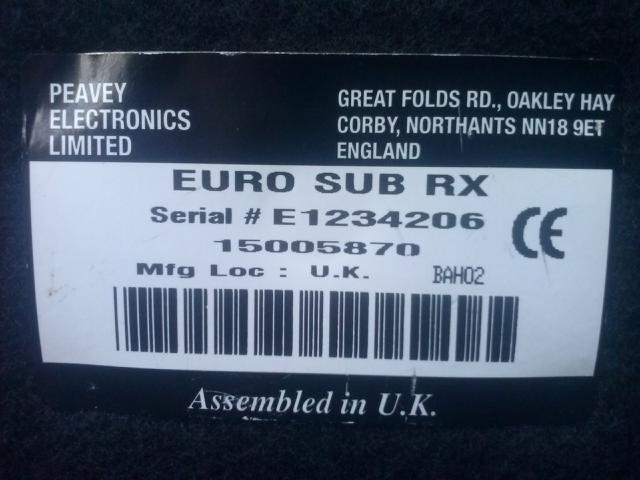 PEAVEY
ELECTRONICS
LIMITED
GREAT FOLDS RD., OAKLEY HAY
CORBY, NORTHANTS NN18 9ET
ENGLAND
EURO SUB RX
Serial # E1234206
15005870
Mfg Loc : U.K. BAH02
CE
Assembled in U.K.